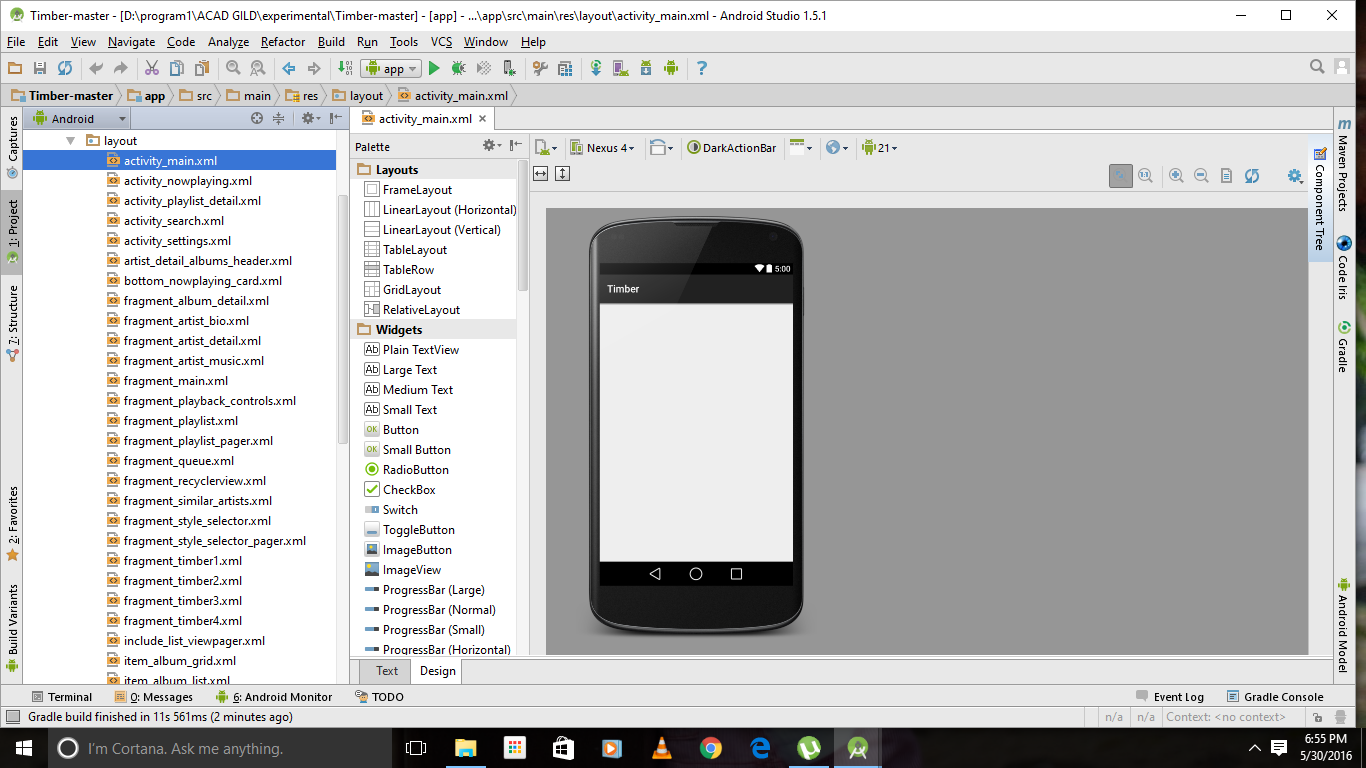 Timber-master - [D:\program1\ACAD GILD\experimental\Timber-master] - [app] - ...\app\src\main\res\layout\activity_main.xml - Android Studio 1.5.1
File Edit View Navigate Code Analyze Refactor Build Run Tools VCS Window Help
app
Timber-master app src main res layout activity_main.xml
Android
activity_main.xml
Captures
1: Project
7: Structure
2: Favorites
Build Variants
layout
activity_main.xml
activity_nowplaying.xml
activity_playlist_detail.xml
activity_search.xml
activity_settings.xml
artist_detail_albums_header.xml
bottom_nowplaying_card.xml
fragment_album_detail.xml
fragment_artist_bio.xml
fragment_artist_detail.xml
fragment_artist_music.xml
fragment_main.xml
fragment_playback_controls.xml
fragment_playlist.xml
fragment_playlist_pager.xml
fragment_queue.xml
fragment_recyclerview.xml
fragment_similar_artists.xml
fragment_style_selector.xml
fragment_style_selector_pager.xml
fragment_timber1.xml
fragment_timber2.xml
fragment_timber3.xml
fragment_timber4.xml
include_list_viewpager.xml
item_album_grid.xml
item_album_list.xml
Palette
Layouts
FrameLayout
LinearLayout (Horizontal)
LinearLayout (Vertical)
TableLayout
TableRow
GridLayout
RelativeLayout
Widgets
Ab Plain TextView
Ab Large Text
Ab Medium Text
Ab Small Text
OK Button
OK Small Button
RadioButton
CheckBox
Switch
ToggleButton
ImageButton
ImageView
ProgressBar (Large)
ProgressBar (Normal)
ProgressBar (Small)
ProgressBar (Horizontal)
Text Design
Nexus 4 DarkActionBar 21
1:1
5:00
Timber
Component Tree
m Maven Projects
Code Iris
Gradle
Android Model
Terminal 0: Messages 6: Android Monitor TODO Event Log Gradle Console
Gradle build finished in 11s 561ms (2 minutes ago) n/a n/a Context: <no context>
I'm Cortana. Ask me anything.
6:55 PM
5/30/2016